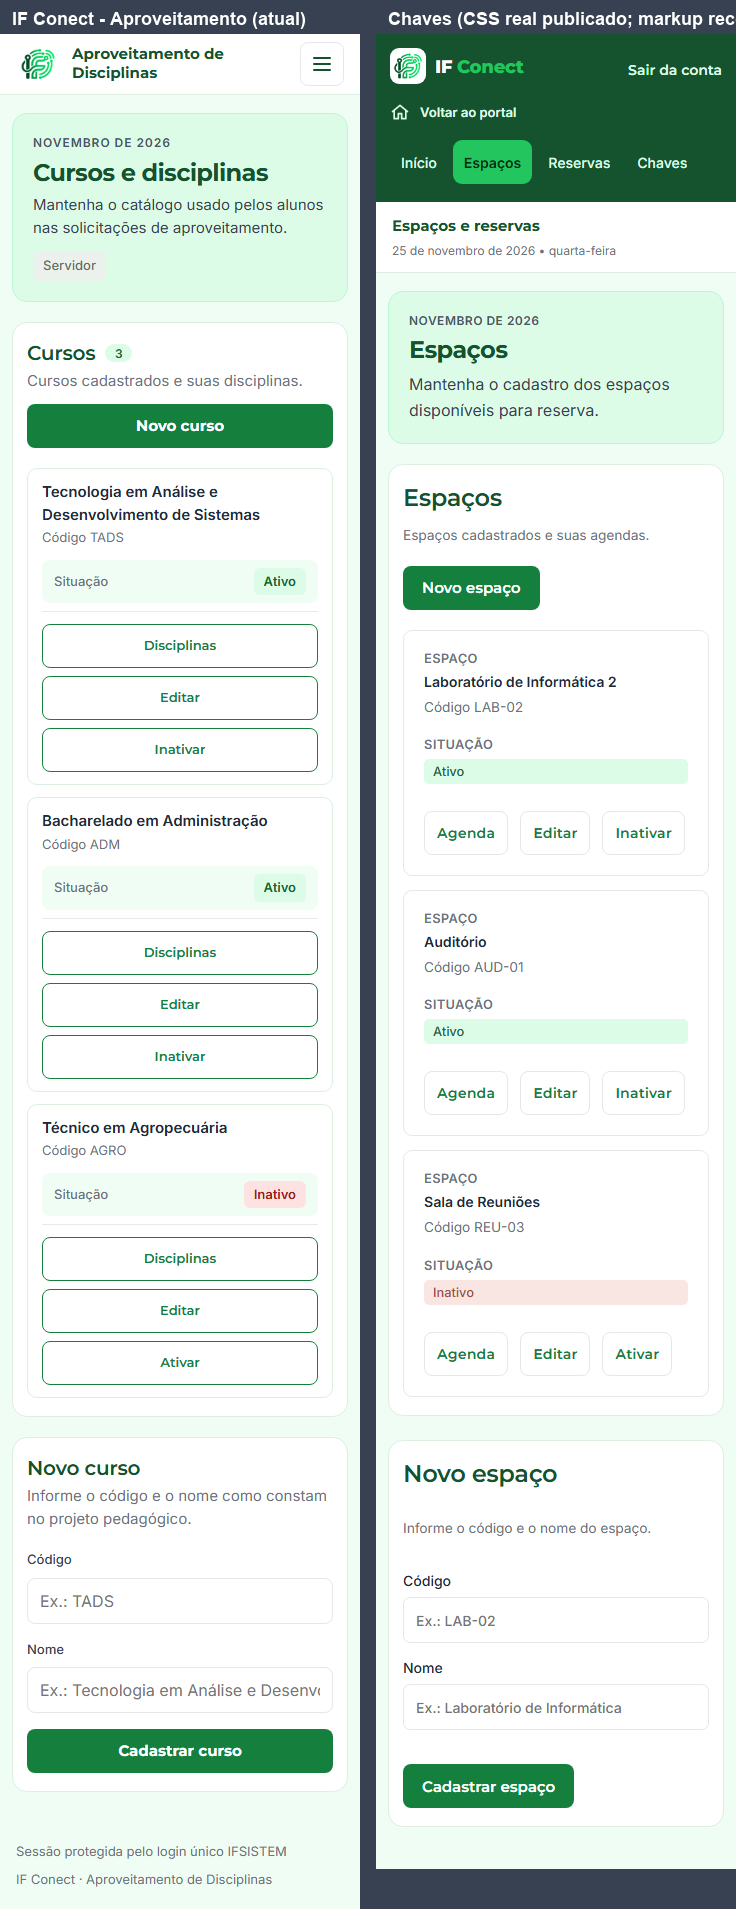 IF Conect - Aproveitamento (atual)
Aproveitamento de
Disciplinas
NOVEMBRO DE 2026
Cursos e disciplinas
Mantenha o catálogo usado pelos alunos
nas solicitações de aproveitamento.
Servidor
Cursos 3
Cursos cadastrados e suas disciplinas.
Novo curso
Tecnologia em Análise e
Desenvolvimento de Sistemas
Código TADS
Situação Ativo
Disciplinas
Editar
Inativar
Bacharelado em Administração
Código ADM
Situação Ativo
Disciplinas
Editar
Inativar
Técnico em Agropecuária
Código AGRO
Situação Inativo
Disciplinas
Editar
Ativar
Novo curso
Informe o código e o nome como constam
no projeto pedagógico.
Código
Ex.: TADS
Nome
Ex.: Tecnologia em Análise e Desenvo
Cadastrar curso
Sessão protegida pelo login único IFSISTEM
IF Conect · Aproveitamento de Disciplinas
Chaves (CSS real publicado; markup rec
IF Conect
Sair da conta
Voltar ao portal
Início Espaços Reservas Chaves
Espaços e reservas
25 de novembro de 2026 • quarta-feira
NOVEMBRO DE 2026
Espaços
Mantenha o cadastro dos espaços
disponíveis para reserva.
Espaços
Espaços cadastrados e suas agendas.
Novo espaço
ESPAÇO
Laboratório de Informática 2
Código LAB-02
SITUAÇÃO
Ativo
Agenda Editar Inativar
ESPAÇO
Auditório
Código AUD-01
SITUAÇÃO
Ativo
Agenda Editar Inativar
ESPAÇO
Sala de Reuniões
Código REU-03
SITUAÇÃO
Inativo
Agenda Editar Ativar
Novo espaço
Informe o código e o nome do espaço.
Código
Ex.: LAB-02
Nome
Ex.: Laboratório de Informática
Cadastrar espaço